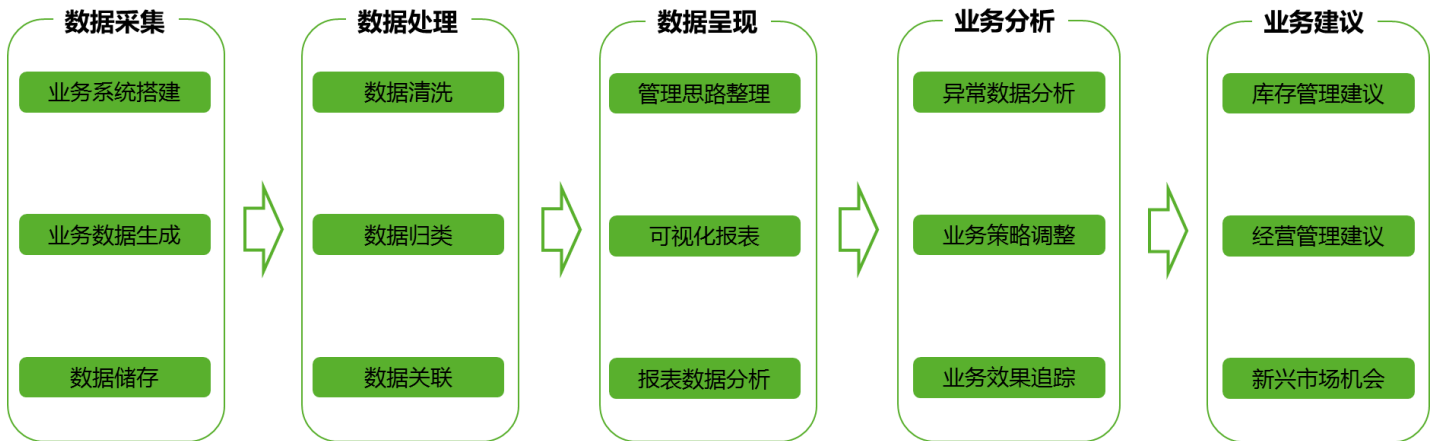 数据采集
业务系统搭建
业务数据生成
数据储存
数据处理
数据清洗
数据归类
数据关联
数据呈现
管理思路整理
可视化报表
报表数据分析
业务分析
异常数据分析
业务策略调整
业务效果追踪
业务建议
库存管理建议
经营管理建议
新兴市场机会